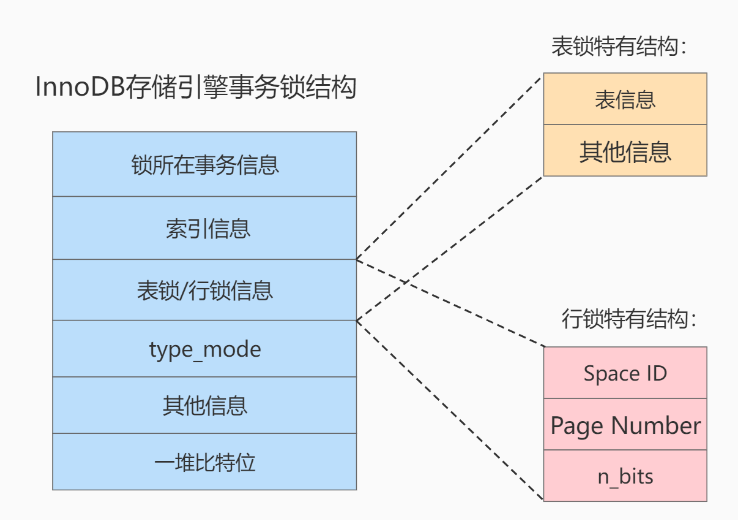 InnoDB存储引擎事务锁结构
锁所在事务信息
索引信息
表锁/行锁信息
type_mode
其他信息
一堆比特位
表锁特有结构：
表信息
其他信息
行锁特有结构：
Space ID
Page Number
n_bits